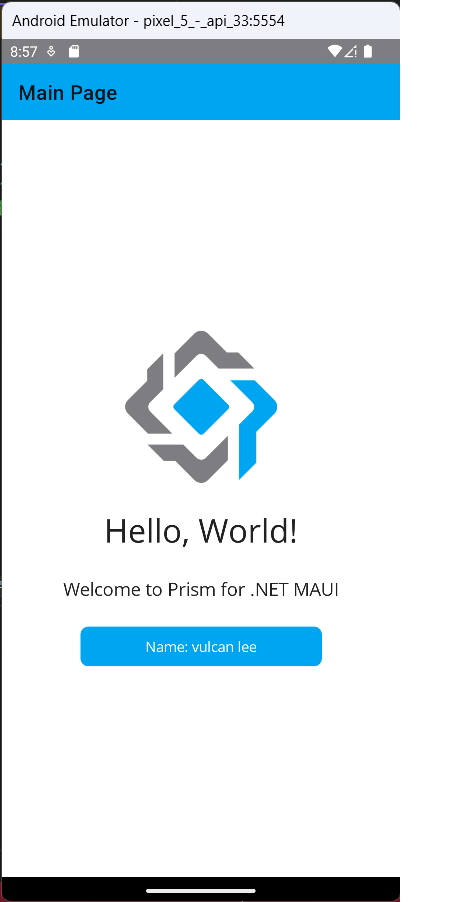 Android Emulator - pixel_5_-_api_33:5554
8:57
Main Page
Hello, World!
Welcome to Prism for .NET MAUI
Name: vulcan lee